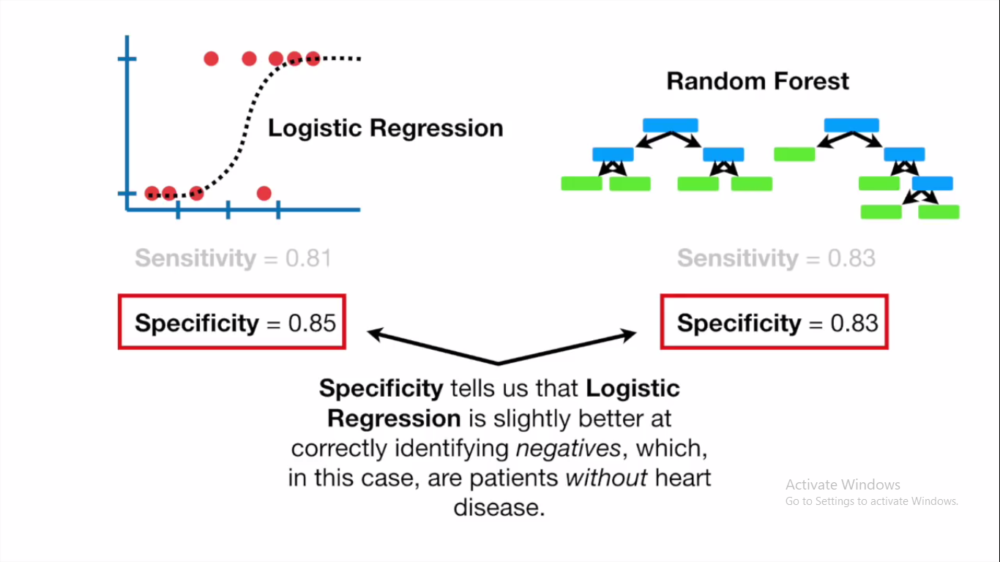 Random Forest
Logistic Regression
Sensitivity = 0.81
Sensitivity = 0.83
Specificity = 0.85
Specificity = 0.83
Specificity tells us that Logistic
Regression is slightly better at
correctly identifying negatives, which,
in this case, are patients without heart
disease.
Activate Windows
Go to Settings to activate Windows.